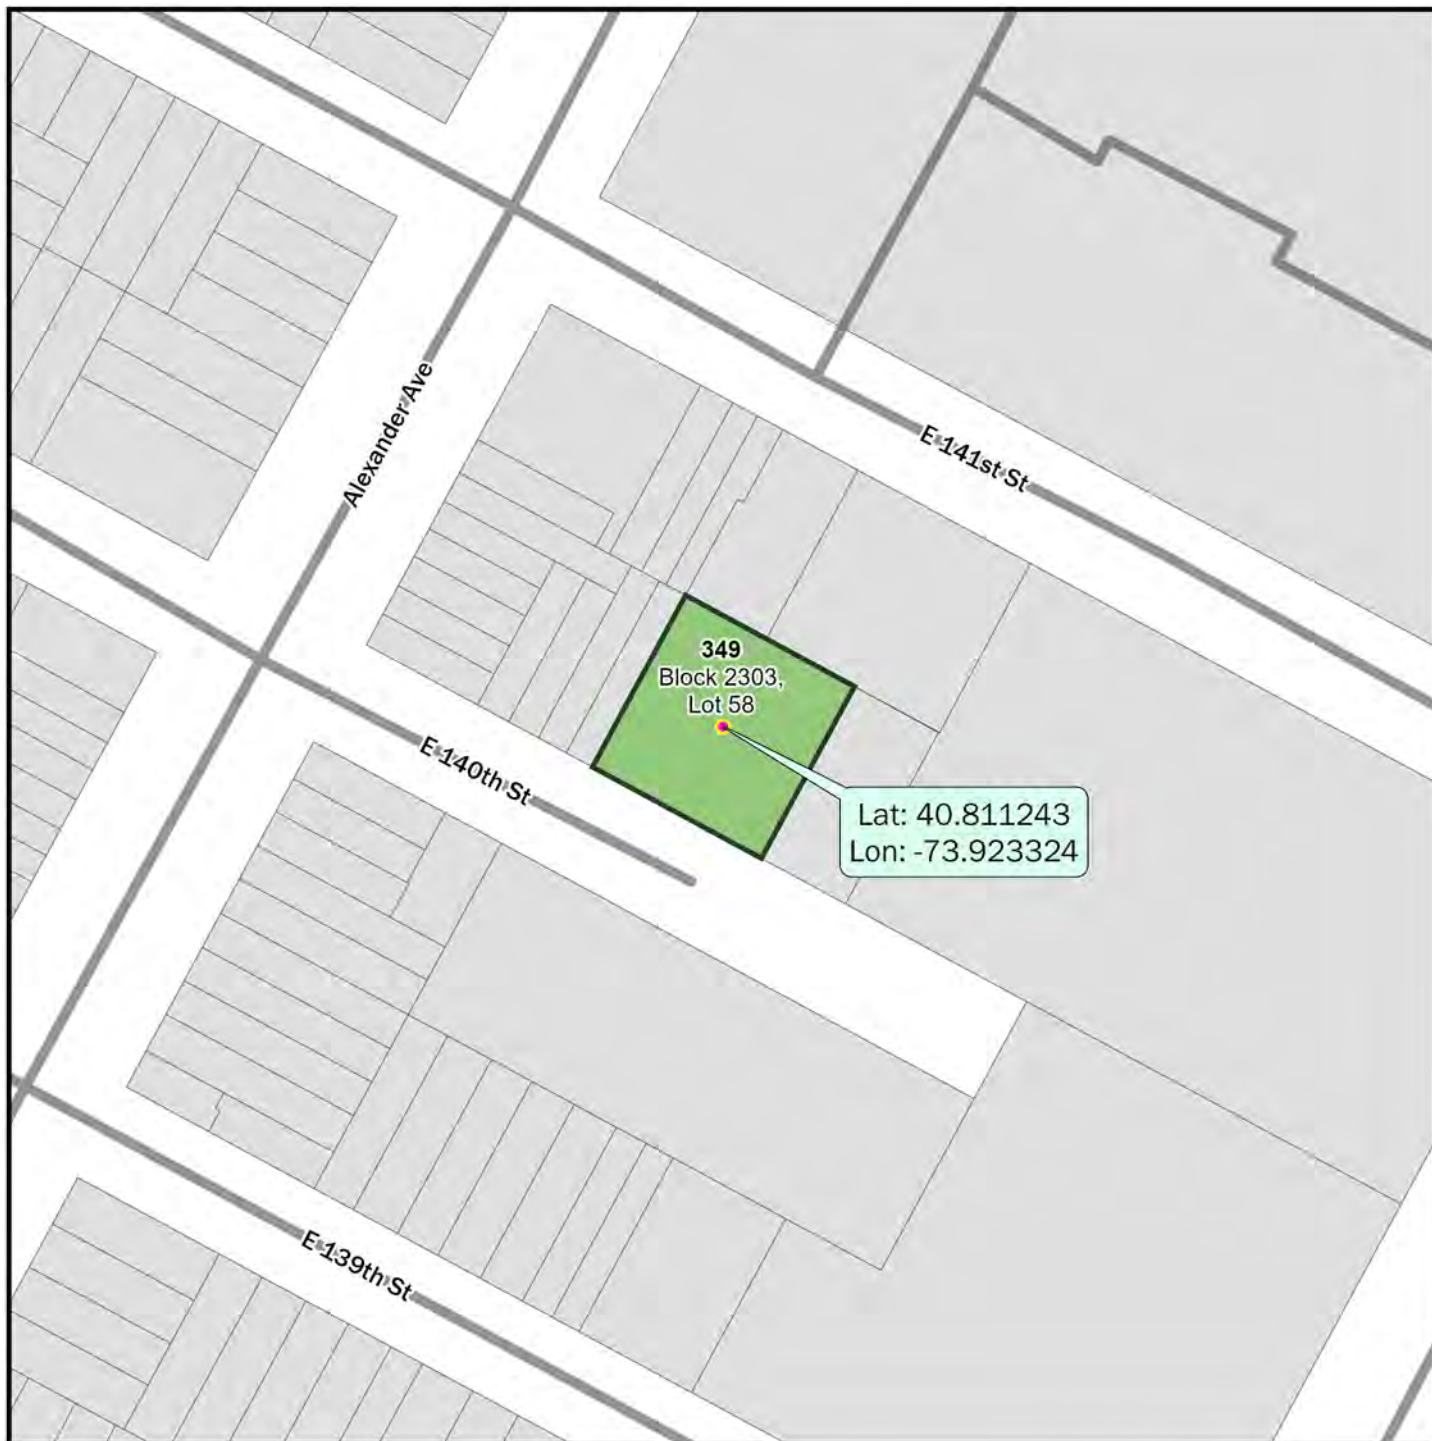 Alexander Ave
E 141st St
349
Block 2303,
Lot 58
E 140th St
Lat: 40.811243
Lon: -73.923324
E 139th St